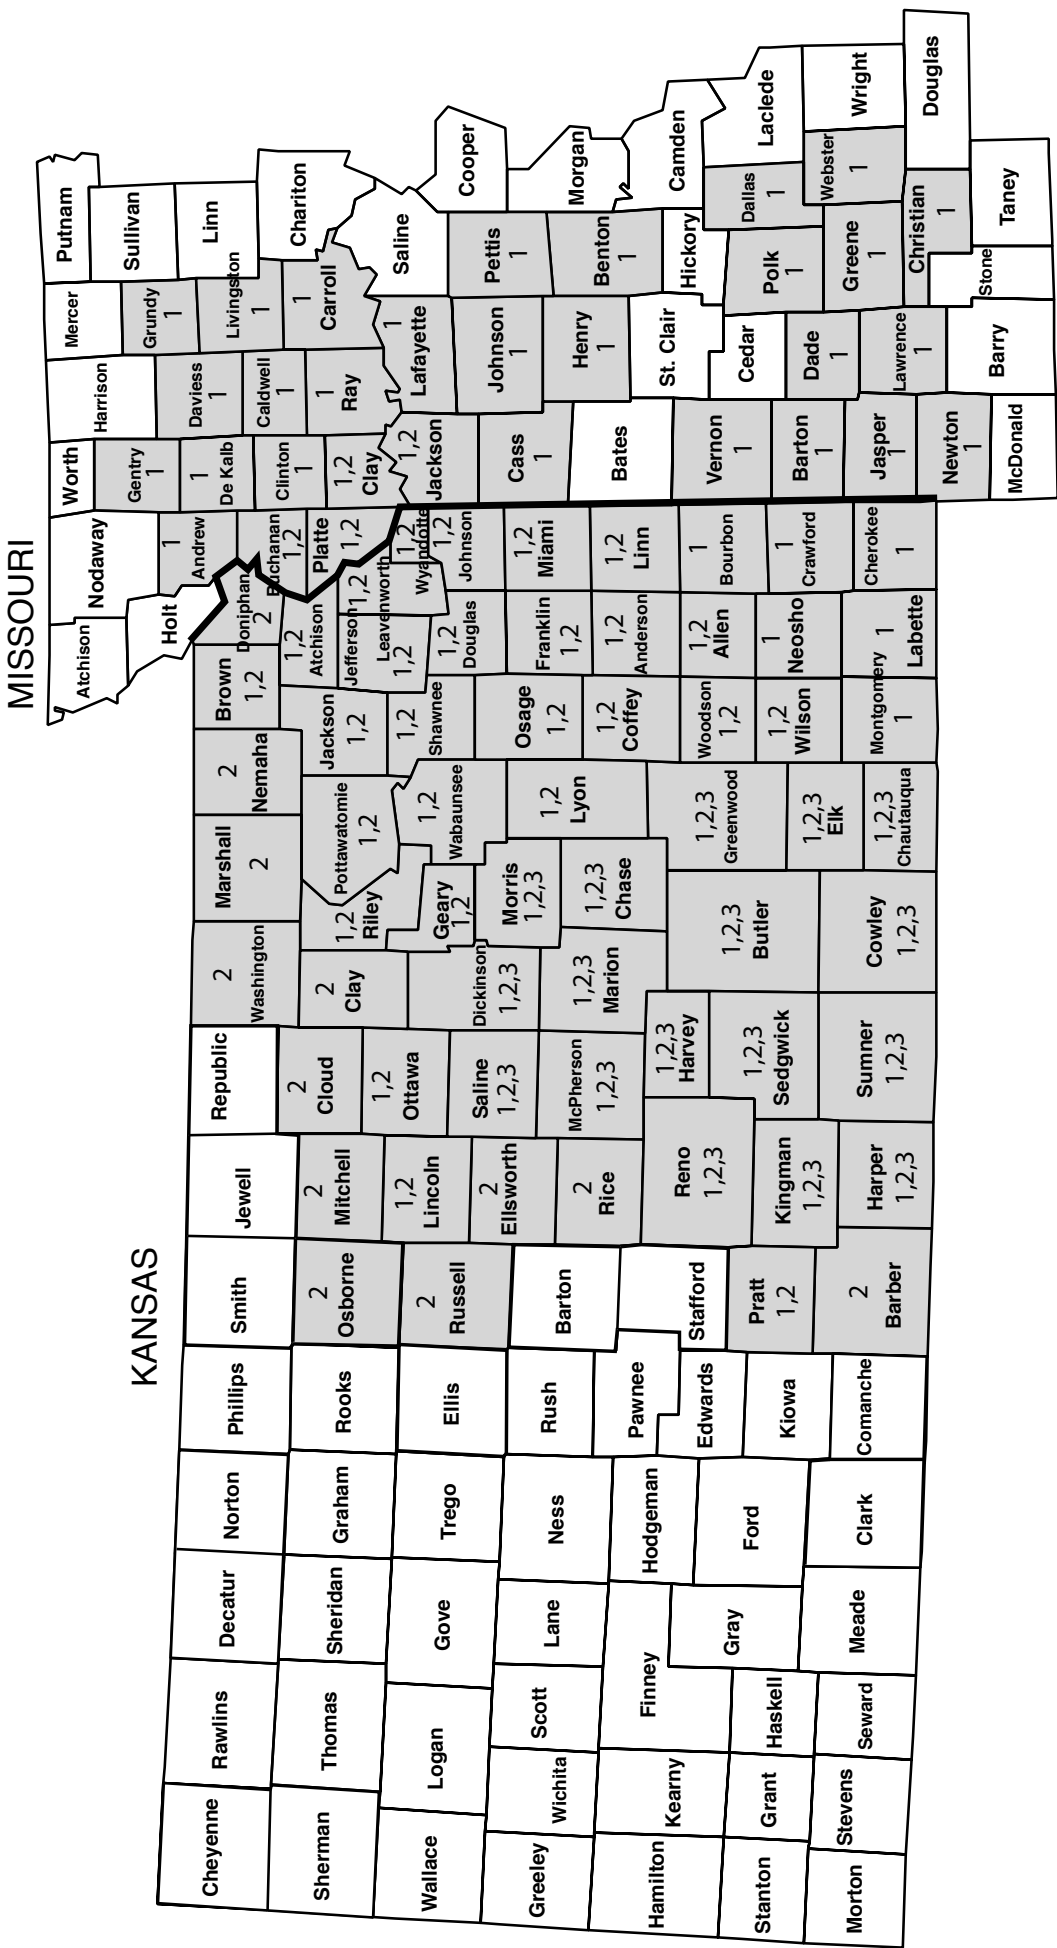 KANSAS
MISSOURI
Cheyenne
Rawlins
Decatur
Norton
Phillips
Smith
Jewell
Republic
2
Washington
Marshall
2
2
Nemaha
Brown
1,2
Doniphan
2
Sherman
Thomas
Sheridan
Graham
Rooks
2
Osborne
2
Mitchell
2
Cloud
2
Clay
1,2
Riley
Pottawatomie
1,2
Jackson
1,2
1,2
Atchison
Jefferson
1,2
1,2
Leavenworth
1,2
Wyandotte
Wallace
Logan
Gove
Trego
Ellis
2
Russell
1,2
Lincoln
1,2
Ottawa
Saline
1,2,3
Dickinson
1,2,3
Geary
1,2
1,2
Wabaunsee
1,2
Shawnee
1,2
Douglas
1,2
Johnson
Greeley
Wichita
Scott
Lane
Ness
Rush
Barton
2
Ellsworth
2
Rice
McPherson
1,2,3
1,2,3
Marion
Morris
1,2,3
1,2,3
Chase
1,2
Lyon
Osage
1,2
Franklin
1,2
1,2
Miami
Hamilton
Kearny
Finney
Hodgeman
Pawnee
Edwards
Stafford
Reno
1,2,3
1,2,3
Harvey
1,2,3
Butler
1,2,3
Greenwood
1,2
Coffey
1,2
Anderson
1,2
Linn
Stanton
Grant
Haskell
Gray
Ford
Kiowa
Pratt
1,2
Kingman
1,2,3
1,2,3
Sedgwick
1,2,3
Elk
Woodson
1,2
1,2
Wilson
1,2
Allen
1
Neosho
1
Bourbon
1
Crawford
Morton
Stevens
Seward
Meade
Clark
Comanche
2
Barber
Harper
1,2,3
Sumner
1,2,3
Cowley
1,2,3
1,2,3
Chautauqua
Montgomery
1
1
Labette
Cherokee
1
Atchison
Nodaway
Worth
Harrison
Mercer
Putnam
Holt
1
Andrew
Gentry
1
Daviess
1
Grundy
1
Sullivan
Buchanan
1,2
1
De Kalb
Clinton
1
Caldwell
1
Livingston
1
Linn
Platte
1,2
1,2
Clay
1
Ray
1
Carroll
Chariton
1,2
Jackson
1
Lafayette
Saline
Cooper
Cass
1
Johnson
1
Pettis
1
Morgan
Bates
Henry
1
Benton
1
Camden
Vernon
1
St. Clair
Hickory
Dallas
1
Laclede
Barton
1
Cedar
Polk
1
Webster
1
Wright
Jasper
1
Dade
1
Greene
1
Christian
1
Douglas
Newton
1
Lawrence
1
Stone
Taney
McDonald
Barry